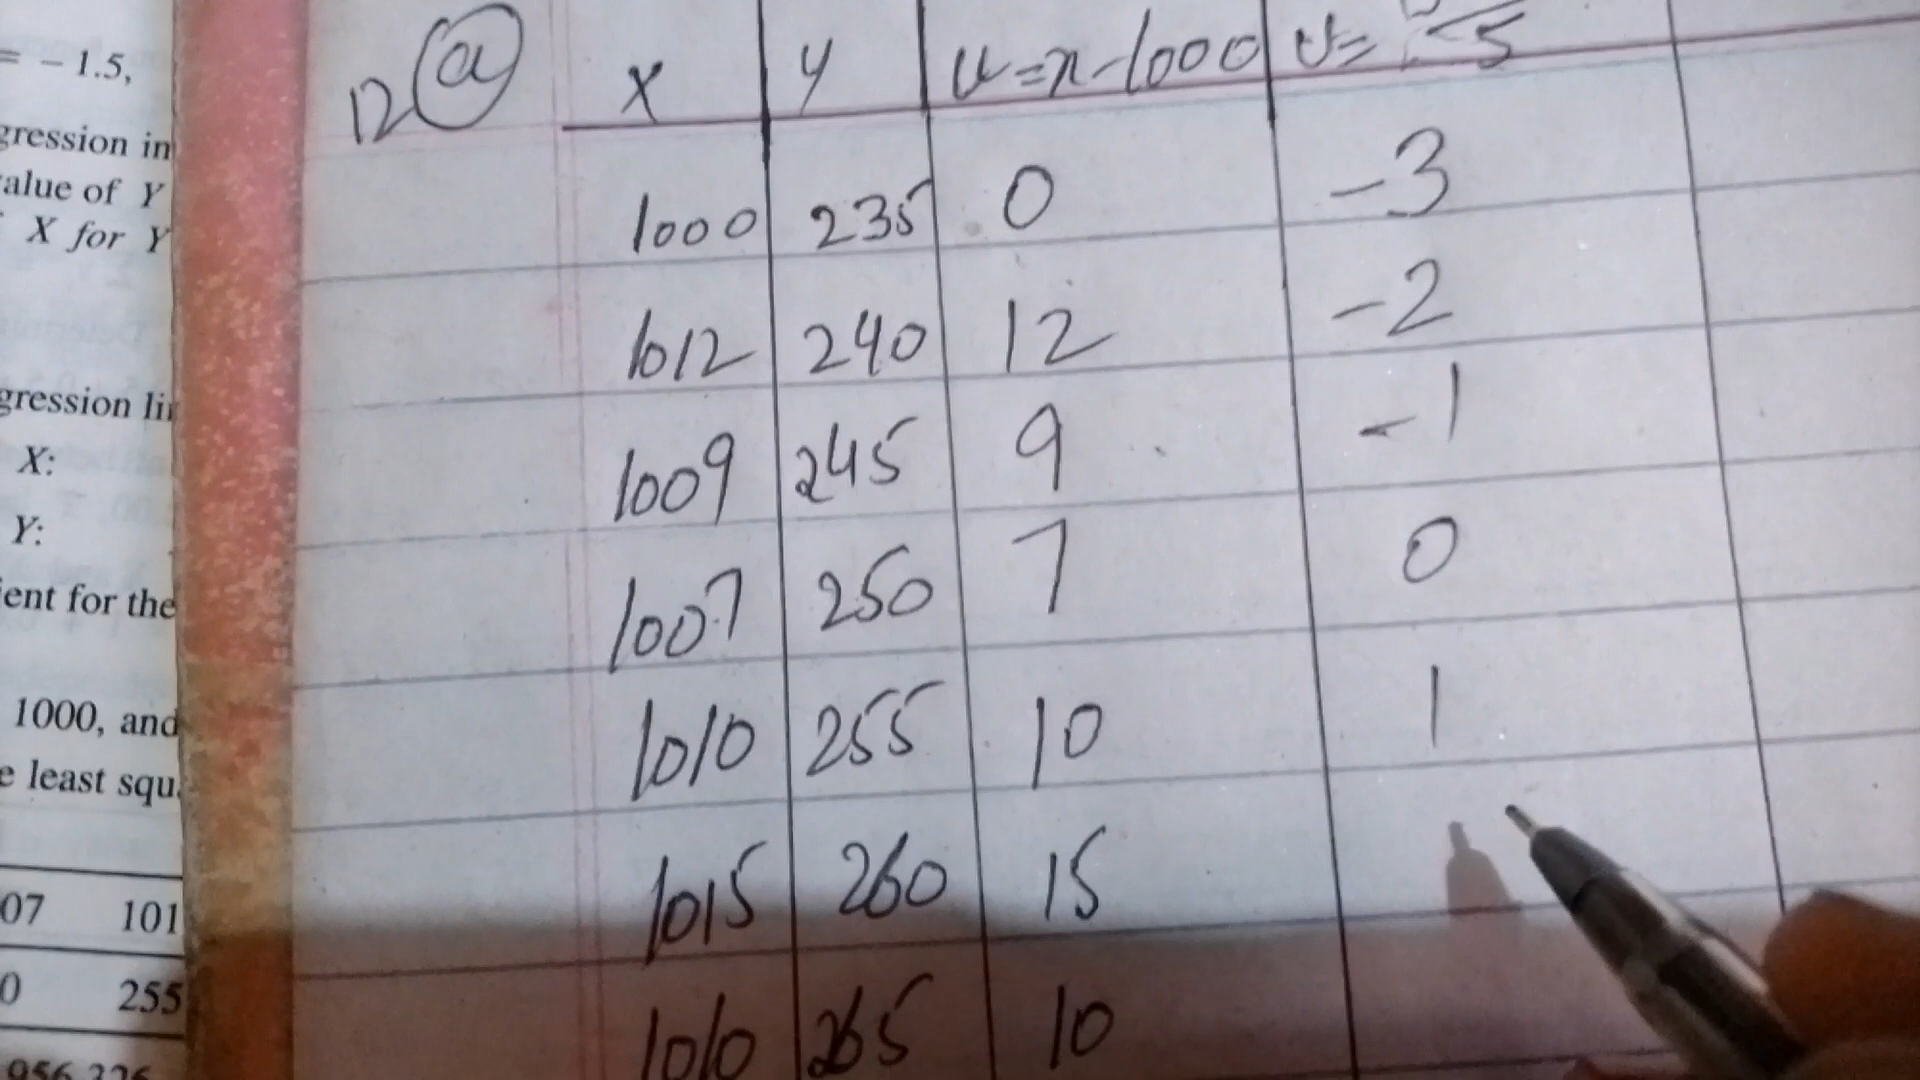 = – 1.5,
gression in
alue of Y
X for Y
gression li
X:
Y:
ent for the
1000, and
e least squ
07 101
0 255
12 (a) x y u=x-1000 v= 5
1000 235 0 -3
1012 240 12 -2
1009 245 9 -1
1007 250 7 0
1010 255 10 1
1015 260 15
1010 265 10